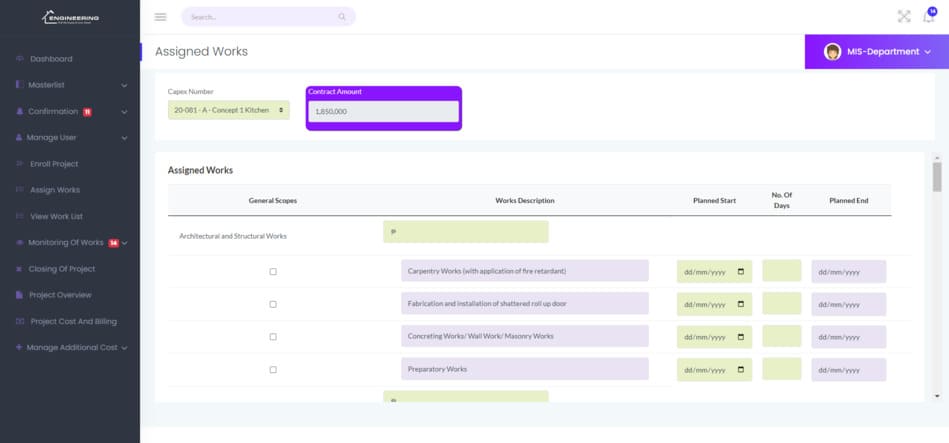 ENGINEERING
Search...
14
Assigned Works
MIS-Department
Dashboard
Masterlist
Confirmation 11
Manage User
Enroll Project
Assign Works
View Work List
Monitoring Of Works 14
Closing Of Project
Project Overview
Project Cost And Billing
Manage Additional Cost
Capex Number
20-081 - A - Concept 1 Kitchen
Contract Amount
1,850,000
Assigned Works
General Scopes Works Description Planned Start No. Of Days Planned End
Architectural and Structural Works ₱
Carpentry Works (with application of fire retardant) dd/mm/yyyy dd/mm/yyyy
Fabrication and installation of shattered roll up door dd/mm/yyyy dd/mm/yyyy
Concreting Works/ Wall Work/ Masonry Works dd/mm/yyyy dd/mm/yyyy
Preparatory Works dd/mm/yyyy dd/mm/yyyy